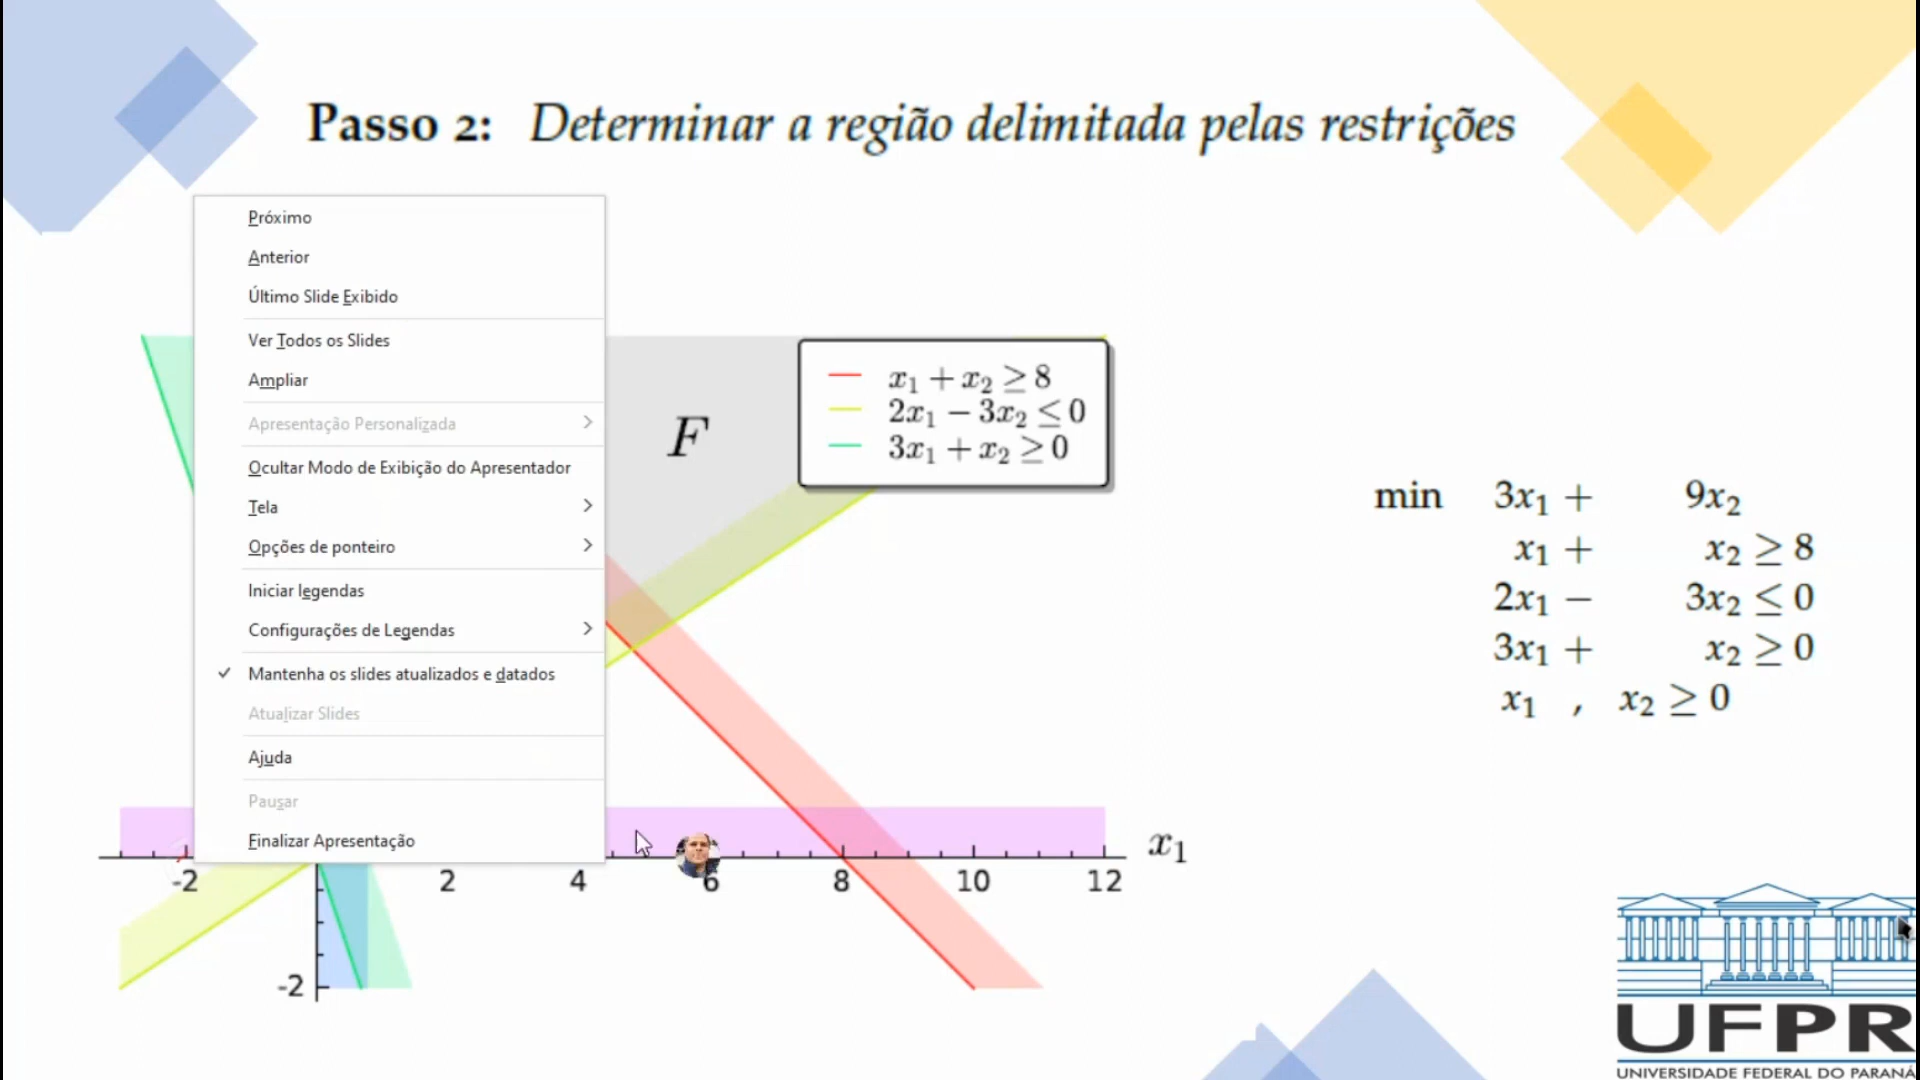 Passo 2: Determinar a região delimitada pelas restrições
Próximo
Anterior
Último Slide Exibido
Ver Todos os Slides
Ampliar
Apresentação Personalizada
Ocultar Modo de Exibição do Apresentador
Tela
Opções de ponteiro
Iniciar legendas
Configurações de Legendas
Mantenha os slides atualizados e datados
Atualizar Slides
Ajuda
Pausar
Finalizar Apresentação
F
x₁ + x₂ ≥ 8
2x₁ − 3x₂ ≤ 0
3x₁ + x₂ ≥ 0
x₁
-2 2 4 6 8 10 12
-2
min 3x₁ + 9x₂
x₁ + x₂ ≥ 8
2x₁ − 3x₂ ≤ 0
3x₁ + x₂ ≥ 0
x₁ , x₂ ≥ 0
UFPR
UNIVERSIDADE FEDERAL DO PARANÁ